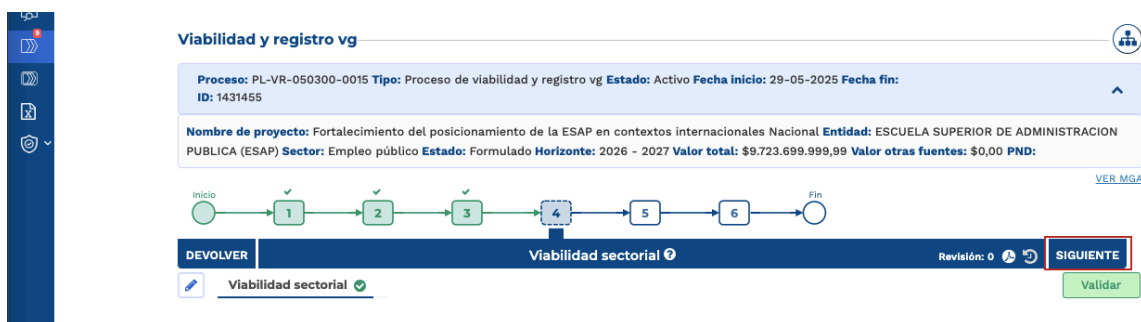 Viabilidad y registro vg
Proceso: PL-VR-050300-0015 Tipo: Proceso de viabilidad y registro vg Estado: Activo Fecha inicio: 29-05-2025 Fecha fin:
ID: 1431455
Nombre de proyecto: Fortalecimiento del posicionamiento de la ESAP en contextos internacionales Nacional Entidad: ESCUELA SUPERIOR DE ADMINISTRACION
PUBLICA (ESAP) Sector: Empleo público Estado: Formulado Horizonte: 2026 - 2027 Valor total: $9.723.699.999,99 Valor otras fuentes: $0,00 PND:
VER MGA
Inicio Fin
1 2 3 4 5 6
DEVOLVER Viabilidad sectorial Revisión: 0 SIGUIENTE
Viabilidad sectorial Validar